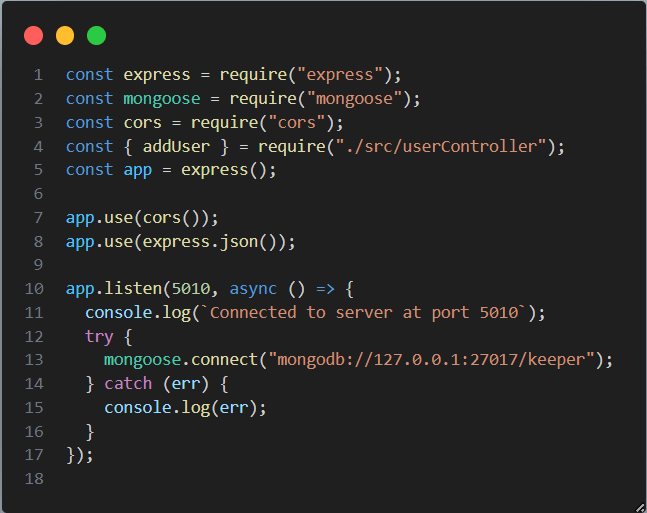 1 const express = require("express");
2 const mongoose = require("mongoose");
3 const cors = require("cors");
4 const { addUser } = require("./src/userController");
5 const app = express();
6
7 app.use(cors());
8 app.use(express.json());
9
10 app.listen(5010, async () => {
11   console.log(`Connected to server at port 5010`);
12   try {
13     mongoose.connect("mongodb://127.0.0.1:27017/keeper");
14   } catch (err) {
15     console.log(err);
16   }
17 });
18